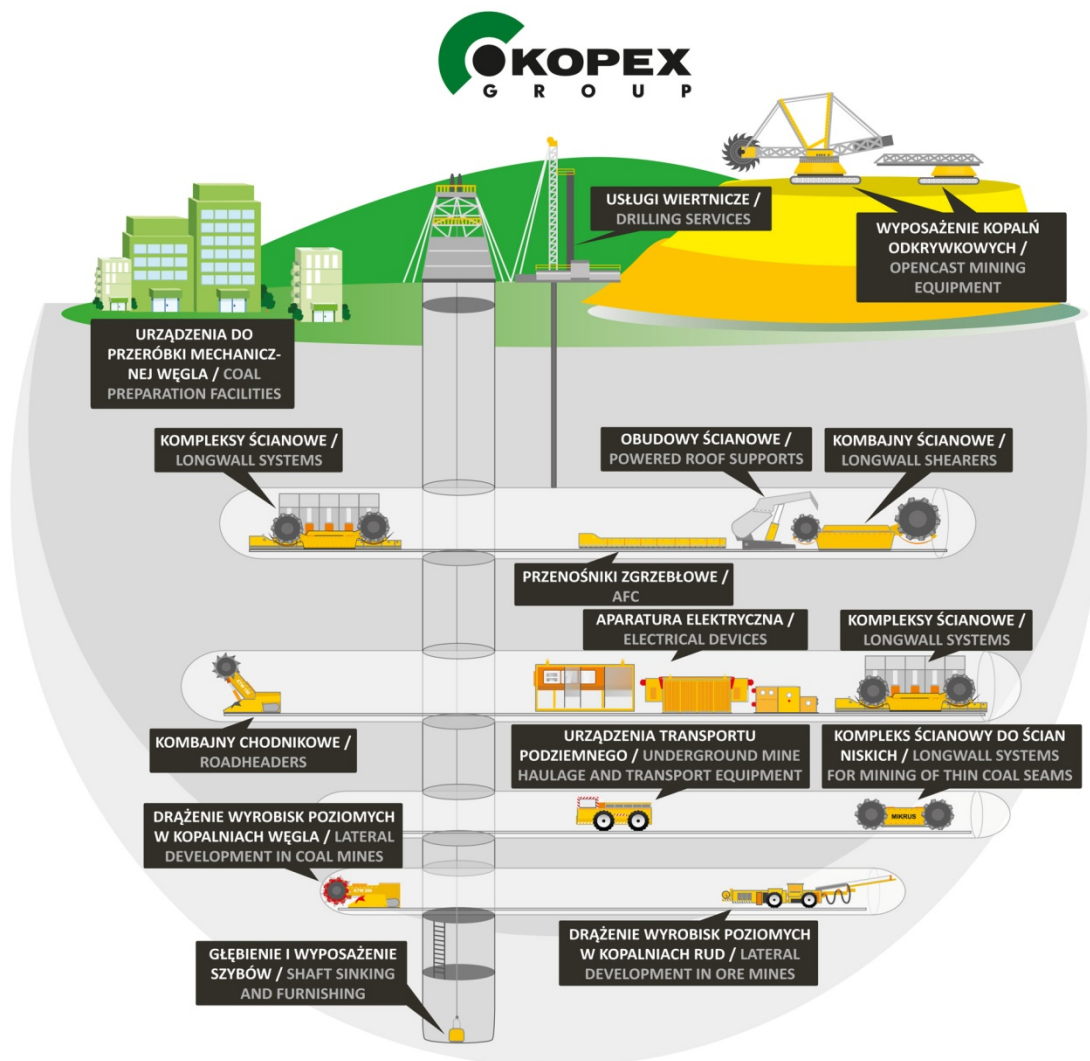 KOPEX
GROUP
USŁUGI WIERTNICZE /
DRILLING SERVICES
WYPOSAŻENIE KOPALŃ
ODKRYWKOWYCH /
OPENCAST MINING
EQUIPMENT
URZĄDZENIA DO
PRZERÓBKI MECHANICZ-
NEJ WĘGLA / COAL
PREPARATION FACILITIES
KOMPLEKSY ŚCIANOWE /
LONGWALL SYSTEMS
OBUDOWY ŚCIANOWE /
POWERED ROOF SUPPORTS
KOMBAJNY ŚCIANOWE /
LONGWALL SHEARERS
PRZENOŚNIKI ZGRZEBŁOWE /
AFC
APARATURA ELEKTRYCZNA /
ELECTRICAL DEVICES
KOMPLEKSY ŚCIANOWE /
LONGWALL SYSTEMS
KOMBAJNY CHODNIKOWE /
ROADHEADERS
URZĄDZENIA TRANSPORTU
PODZIEMNEGO / UNDERGROUND MINE
HAULAGE AND TRANSPORT EQUIPMENT
KOMPLEKS ŚCIANOWY DO ŚCIAN
NISKICH / LONGWALL SYSTEMS
FOR MINING OF THIN COAL SEAMS
MIKRUS
DRĄŻENIE WYROBISK POZIOMYCH
W KOPALNIACH WĘGLA / LATERAL
DEVELOPMENT IN COAL MINES
DRĄŻENIE WYROBISK POZIOMYCH
W KOPALNIACH RUD / LATERAL
DEVELOPMENT IN ORE MINES
GŁĘBIENIE I WYPOSAŻENIE
SZYBÓW / SHAFT SINKING
AND FURNISHING